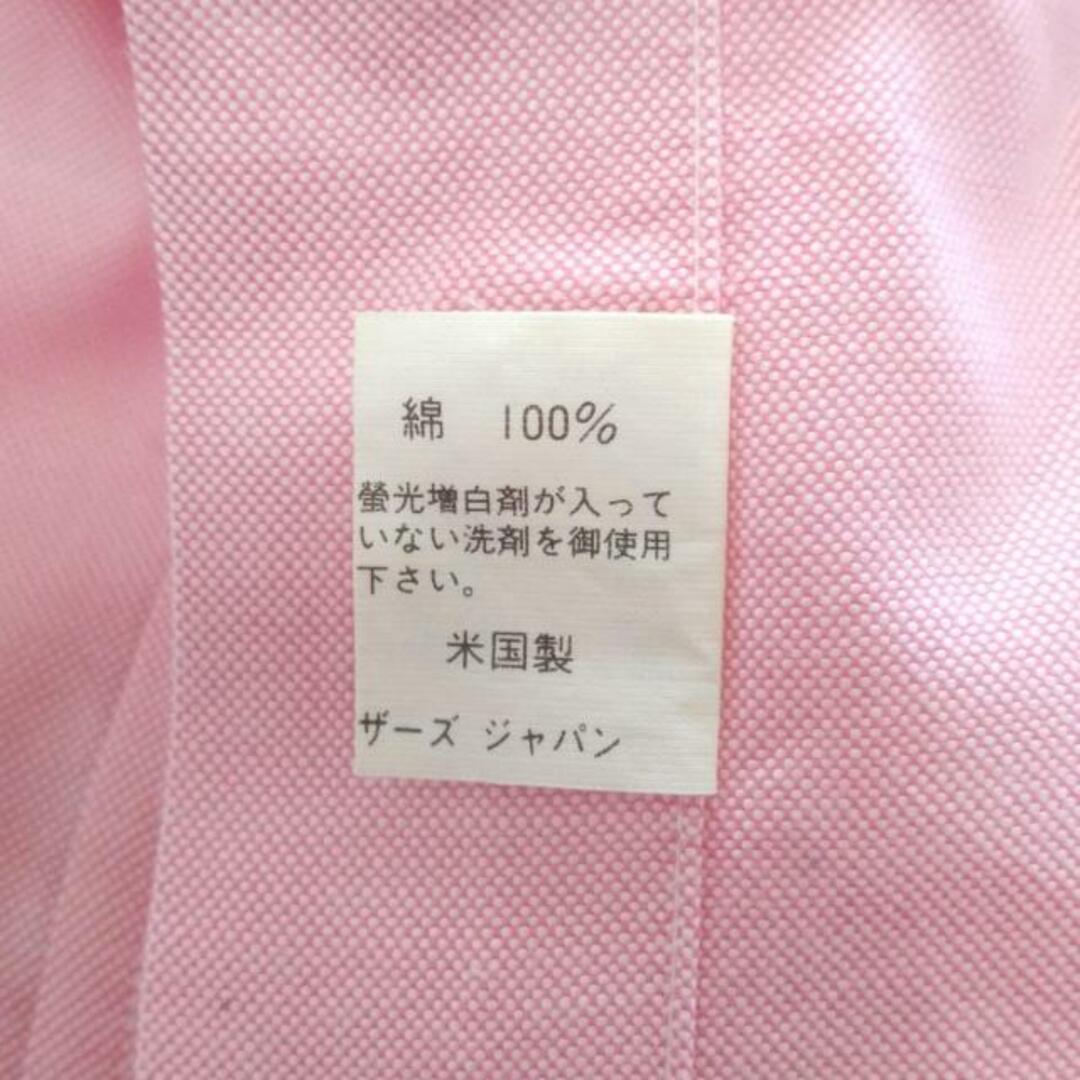 綿 100%
螢光増白剤が入って
いない洗剤を御使用
下さい。
米国製
ザーズ ジャパン